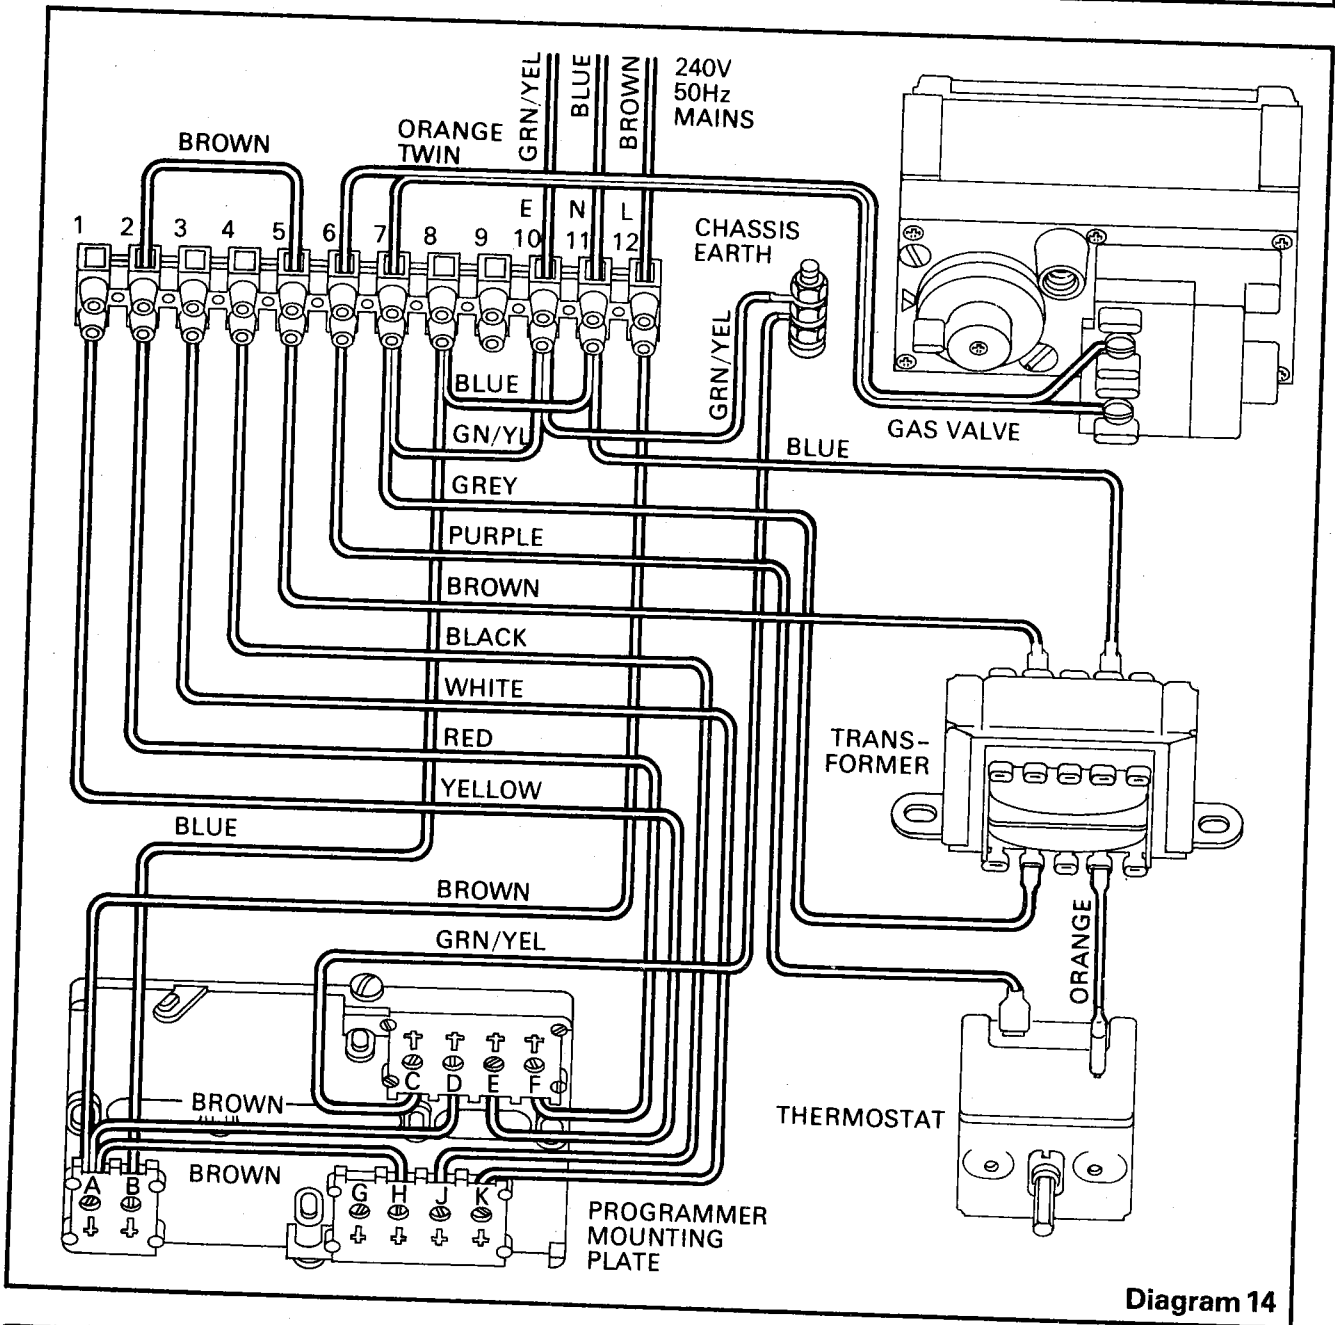 GRN/YEL
BLUE
BROWN
240V
50Hz
MAINS
BROWN
ORANGE
TWIN
E
N
L
1
2
3
4
5
6
7
8
9
10
11
12
CHASSIS
EARTH
GRN/YEL
BLUE
GN/YL
GAS VALVE
BLUE
GREY
PURPLE
BROWN
BLACK
WHITE
RED
TRANS-
FORMER
YELLOW
BLUE
BROWN
GRN/YEL
ORANGE
C
D
E
F
BROWN
THERMOSTAT
BROWN
A
B
G
H
J
K
PROGRAMMER
MOUNTING
PLATE
Diagram 14